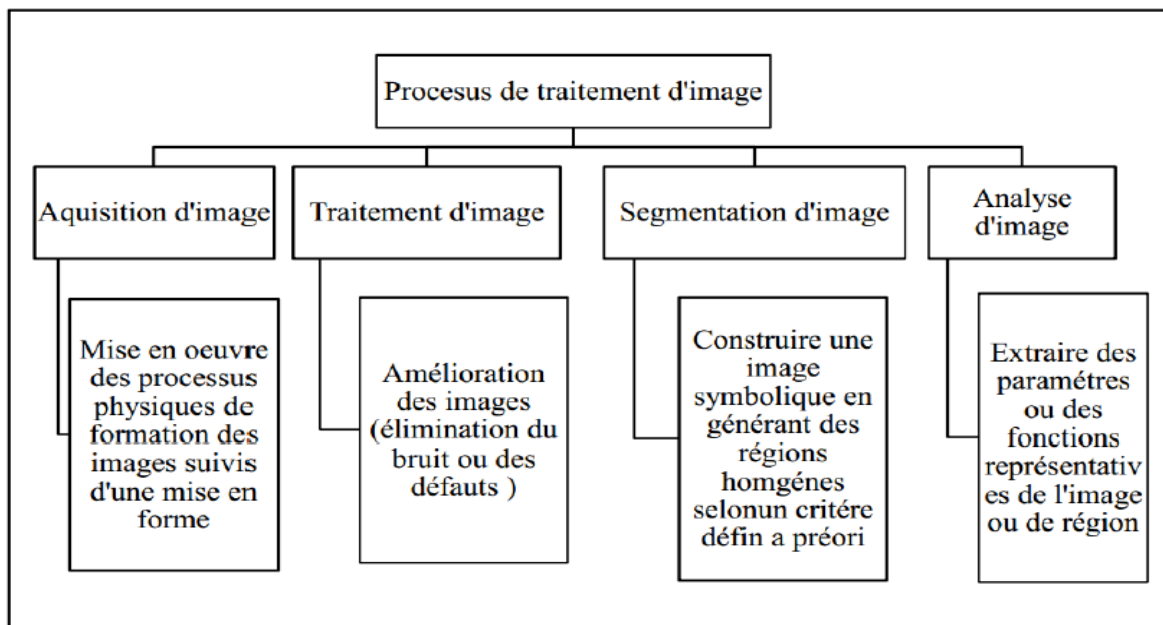 Procesus de traitement d'image
Aquisition d'image
Traitement d'image
Segmentation d'image
Analyse
d'image
Mise en oeuvre
des processus
physiques de
formation des
images suivis
d'une mise en
forme
Amélioration
des images
(élimination du
bruit ou des
défauts )
Construire une
image
symbolique en
générant des
régions
homgénes
selonun critére
défin a préori
Extraire des
paramétres
ou des
fonctions
représentativ
es de l'image
ou de région